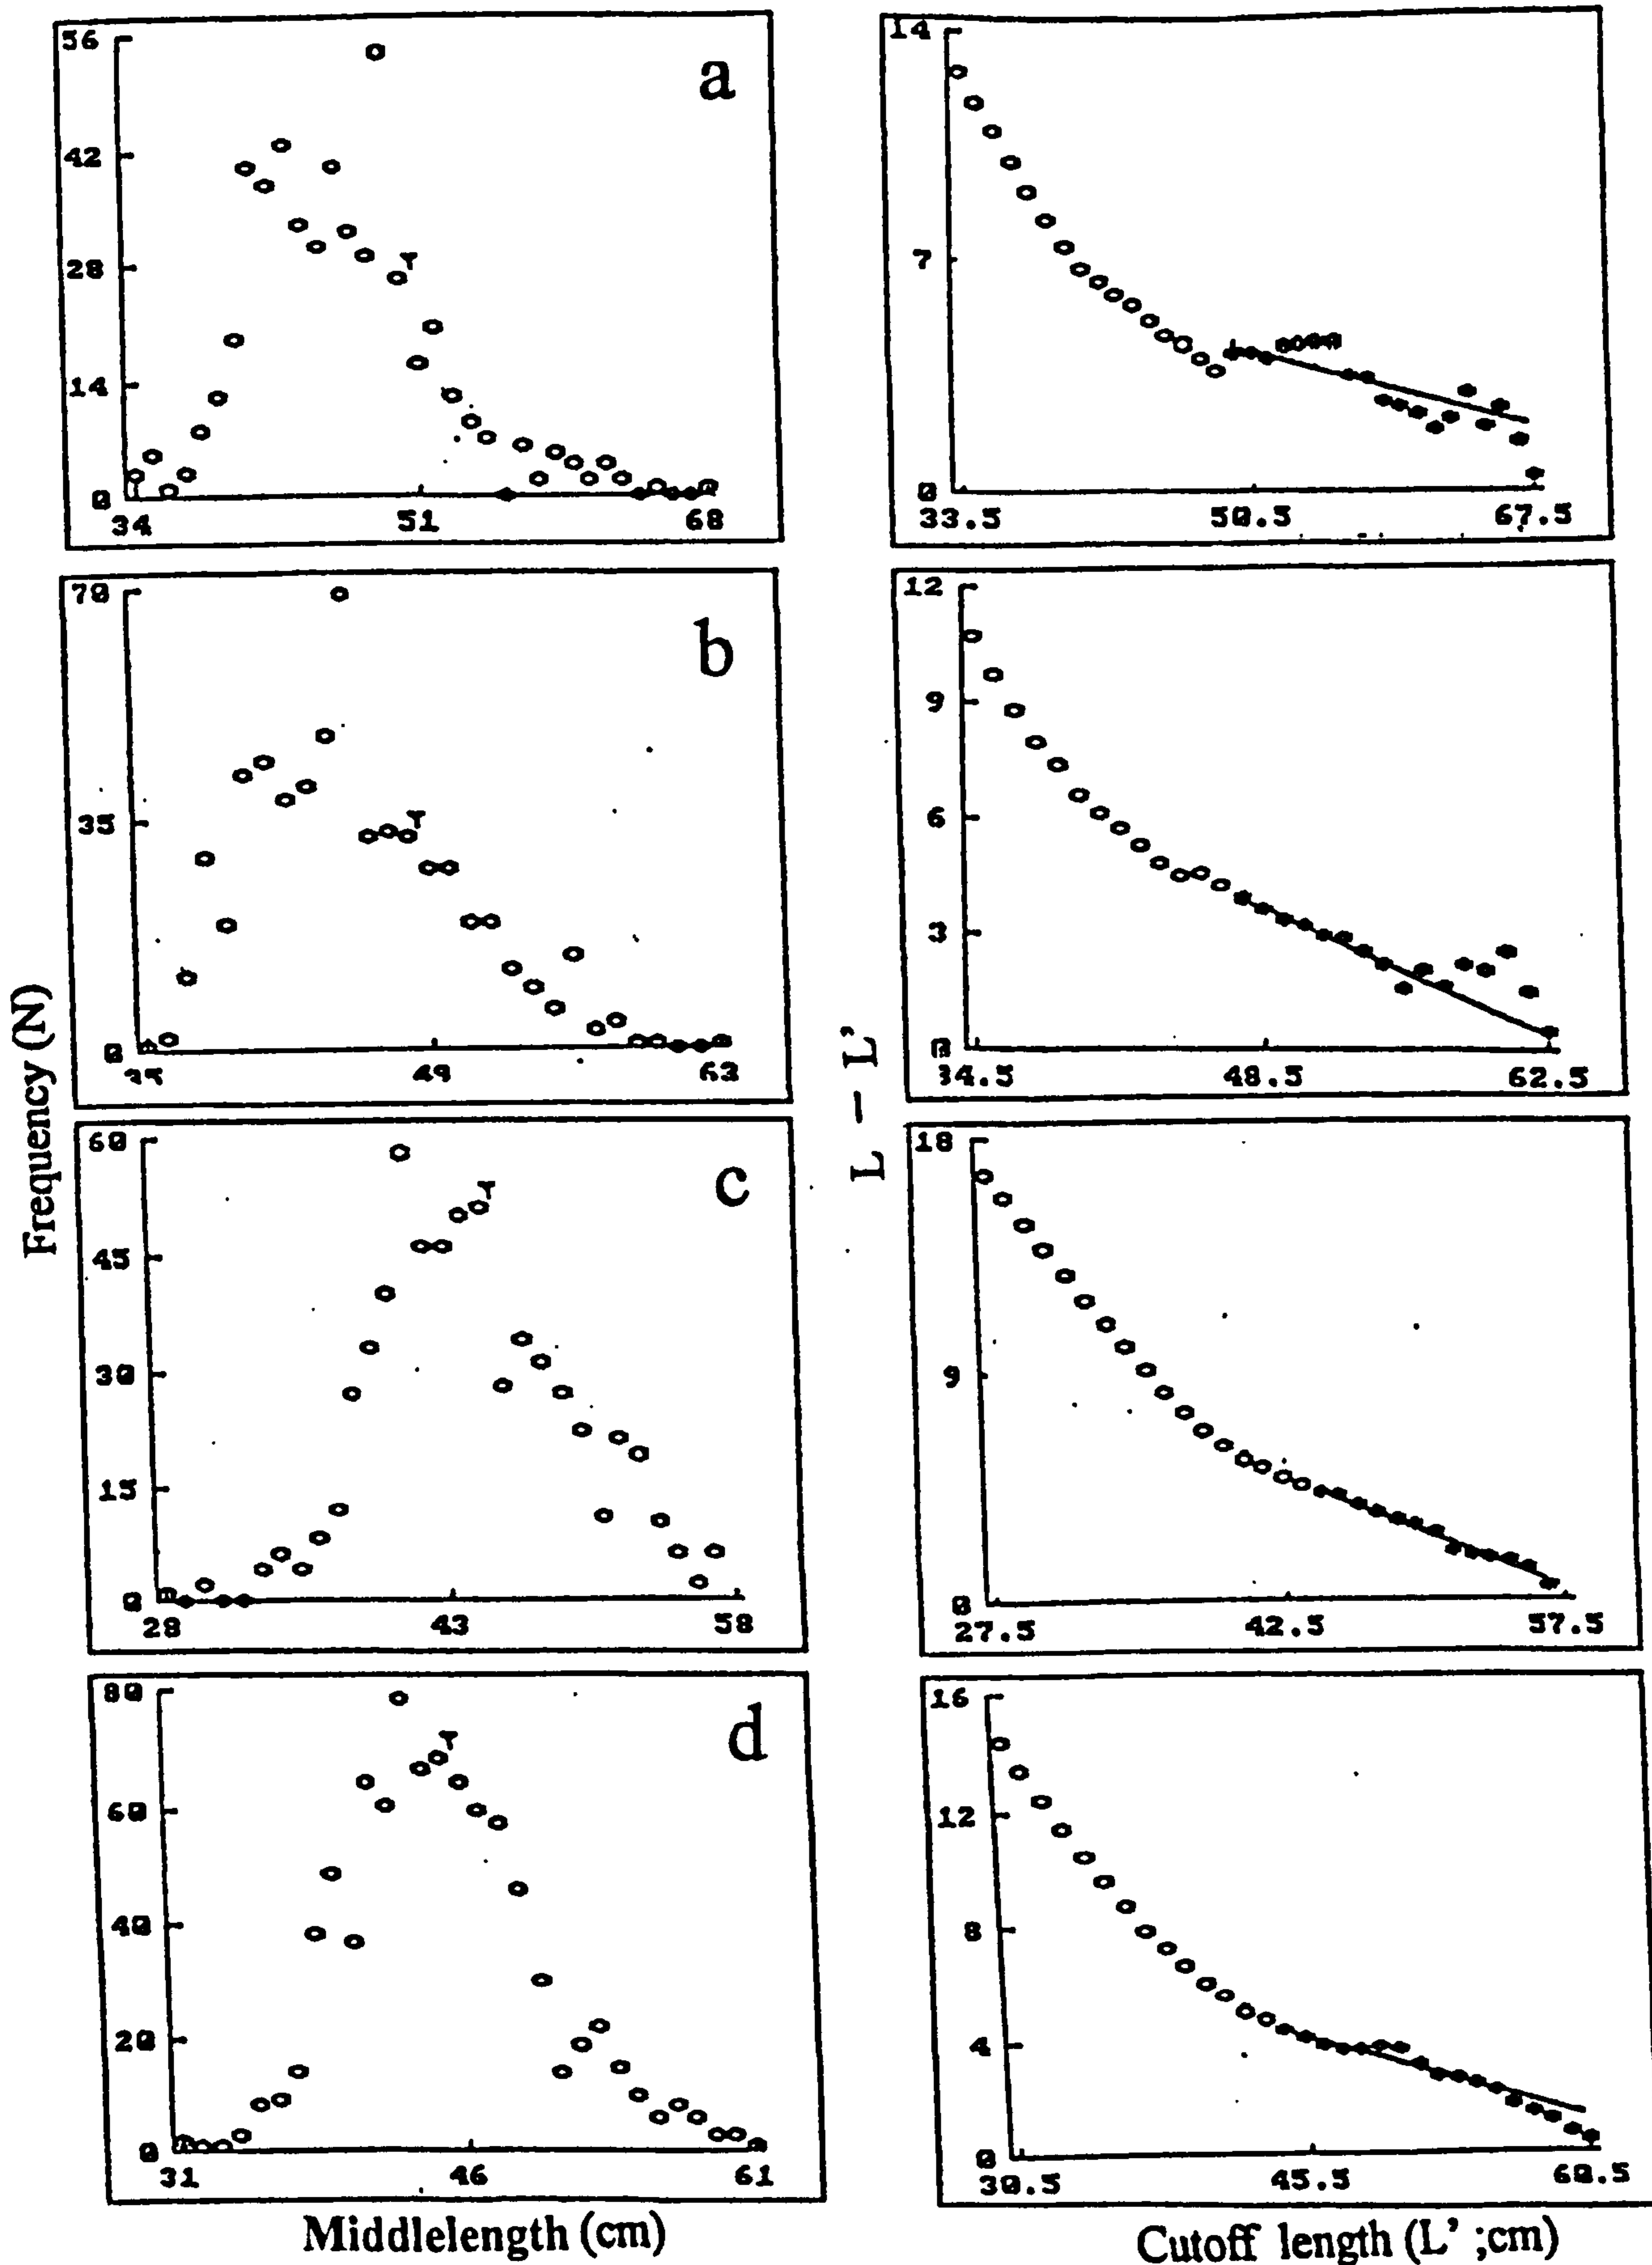 56
42
28
14
0
34 51 68
a
14
7
0
33.5 50.5 67.5
70
35
0
35 49 63
b
12
9
6
3
0
34.5 48.5 62.5
60
45
30
15
0
28 43 58
c
18
9
0
27.5 42.5 57.5
80
60
40
20
0
31 46 61
d
16
12
8
4
0
30.5 45.5 60.5
Frequency (N)
L – L'
Middlelength (cm)
Cutoff length (L' ;cm)